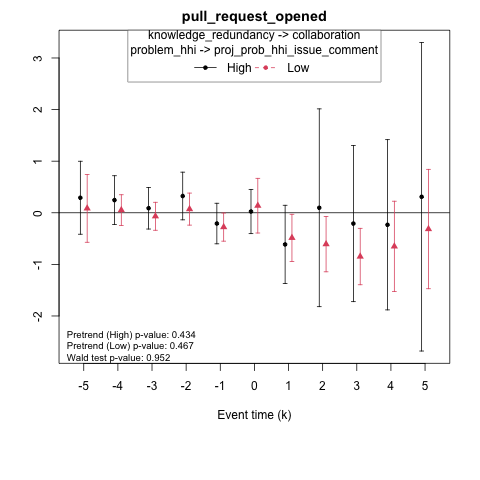 pull_request_opened
knowledge_redundancy -> collaboration
problem_hhi -> proj_prob_hhi_issue_comment
High Low
3
2
1
0
-1
-2
Pretrend (High) p-value: 0.434
Pretrend (Low) p-value: 0.467
Wald test p-value: 0.952
-5 -4 -3 -2 -1 0 1 2 3 4 5
Event time (k)